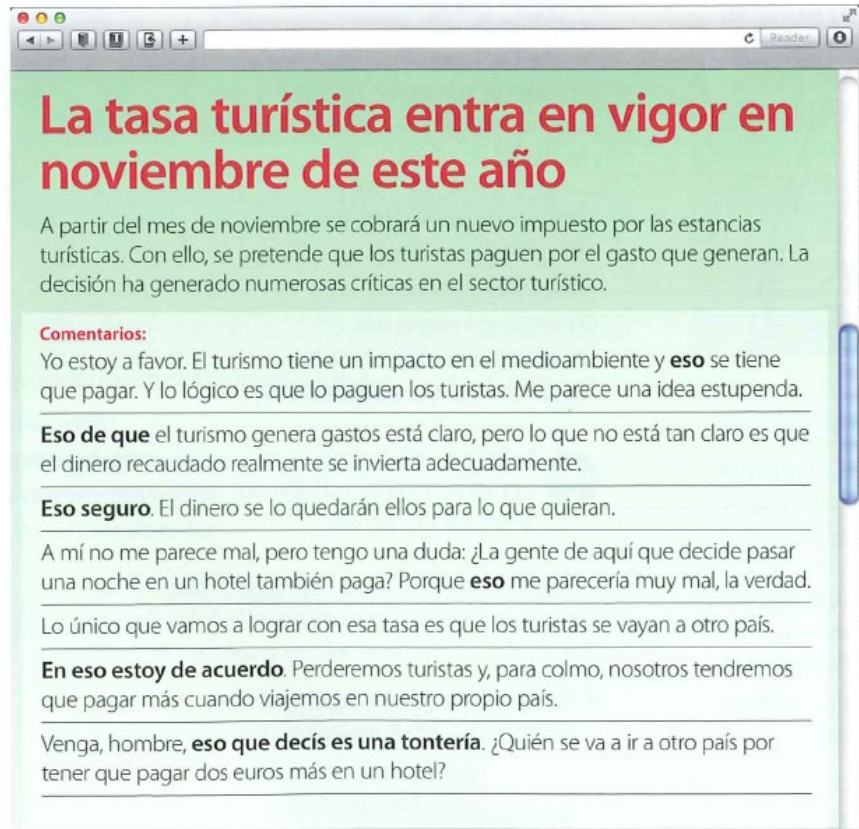 Reader
La tasa turística entra en vigor en
noviembre de este año
A partir del mes de noviembre se cobrará un nuevo impuesto por las estancias
turísticas. Con ello, se pretende que los turistas paguen por el gasto que generan. La
decisión ha generado numerosas críticas en el sector turístico.
Comentarios:
Yo estoy a favor. El turismo tiene un impacto en el medioambiente y eso se tiene
que pagar. Y lo lógico es que lo paguen los turistas. Me parece una idea estupenda.
Eso de que el turismo genera gastos está claro, pero lo que no está tan claro es que
el dinero recaudado realmente se invierta adecuadamente.
Eso seguro. El dinero se lo quedarán ellos para lo que quieran.
A mí no me parece mal, pero tengo una duda: ¿La gente de aquí que decide pasar
una noche en un hotel también paga? Porque eso me parecería muy mal, la verdad.
Lo único que vamos a lograr con esa tasa es que los turistas se vayan a otro país.
En eso estoy de acuerdo. Perderemos turistas y, para colmo, nosotros tendremos
que pagar más cuando viajemos en nuestro propio país.
Venga, hombre, eso que decís es una tontería. ¿Quién se va a ir a otro país por
tener que pagar dos euros más en un hotel?